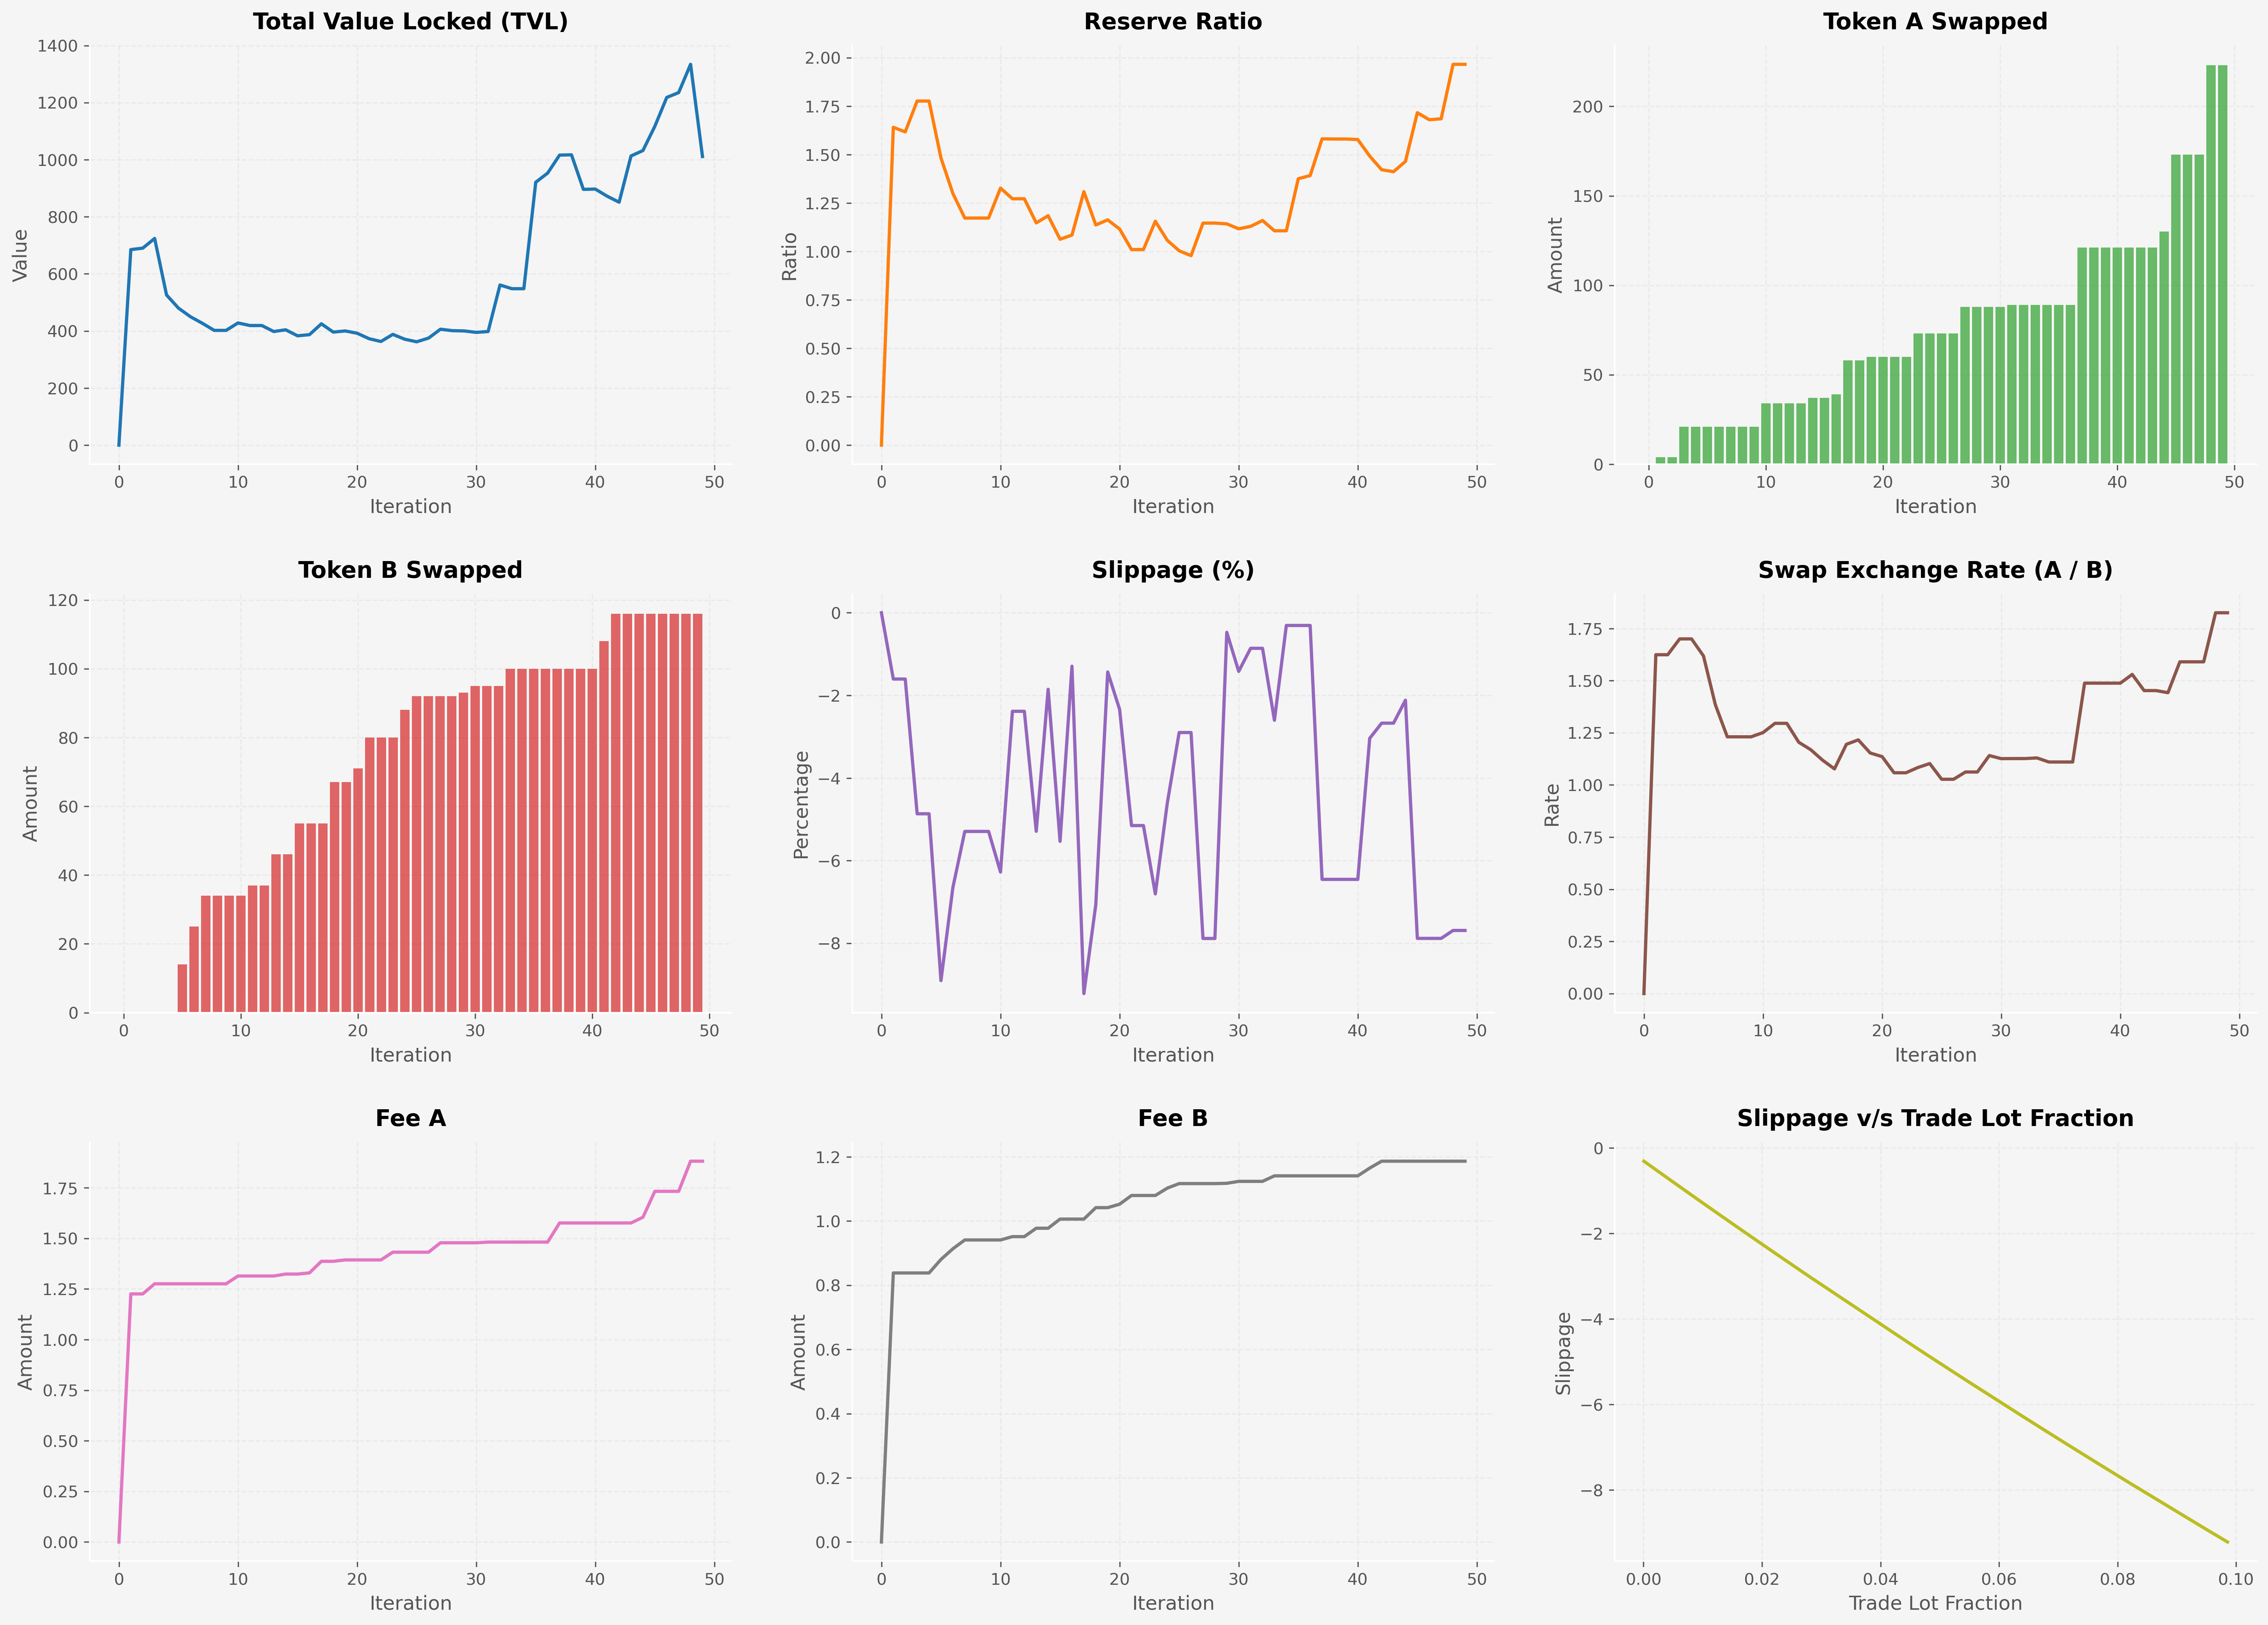 Total Value Locked (TVL)
1400
1200
1000
800
600
400
200
0
Value
0 10 20 30 40 50
Iteration
Reserve Ratio
2.00
1.75
1.50
1.25
1.00
0.75
0.50
0.25
0.00
Ratio
0 10 20 30 40 50
Iteration
Token A Swapped
200
150
100
50
0
Amount
0 10 20 30 40 50
Iteration
Token B Swapped
120
100
80
60
40
20
0
Amount
0 10 20 30 40 50
Iteration
Slippage (%)
0
−2
−4
−6
−8
Percentage
0 10 20 30 40 50
Iteration
Swap Exchange Rate (A / B)
1.75
1.50
1.25
1.00
0.75
0.50
0.25
0.00
Rate
0 10 20 30 40 50
Iteration
Fee A
1.75
1.50
1.25
1.00
0.75
0.50
0.25
0.00
Amount
0 10 20 30 40 50
Iteration
Fee B
1.2
1.0
0.8
0.6
0.4
0.2
0.0
Amount
0 10 20 30 40 50
Iteration
Slippage v/s Trade Lot Fraction
0
−2
−4
−6
−8
Slippage
0.00 0.02 0.04 0.06 0.08 0.10
Trade Lot Fraction